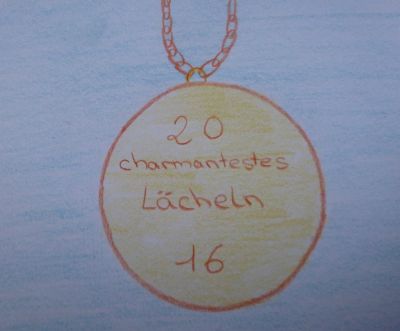 20
charmantestes
Lächeln
16